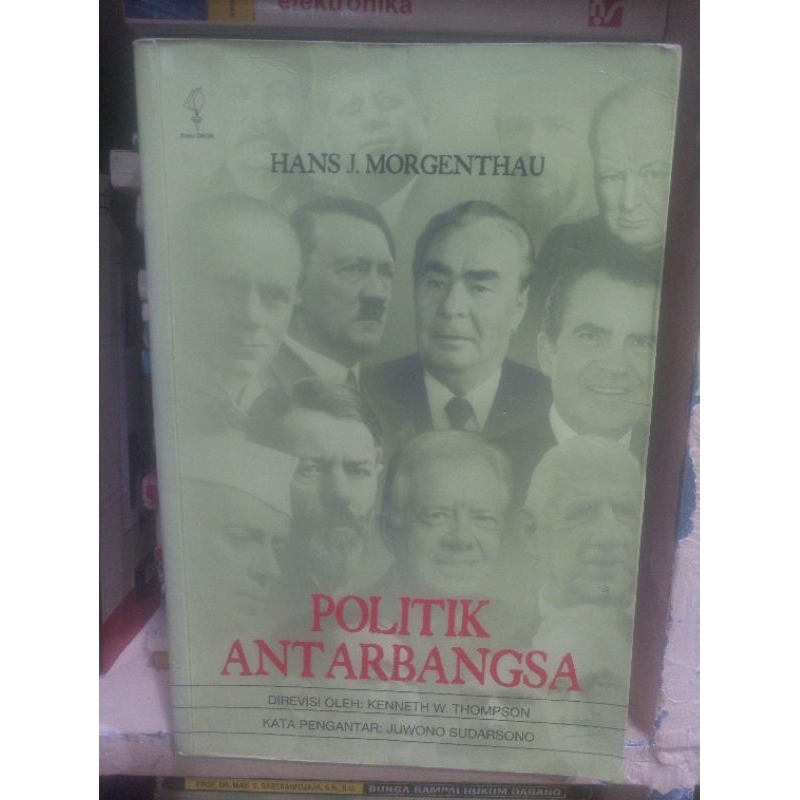 elektronika
HANS J. MORGENTHAU
POLITIK
ANTARBANGSA
DIREVISI OLEH: KENNETH W. THOMPSON
KATA PENGANTAR: JUWONO SUDARSONO
BUNGA RAMPAI HUKUM DAGANG